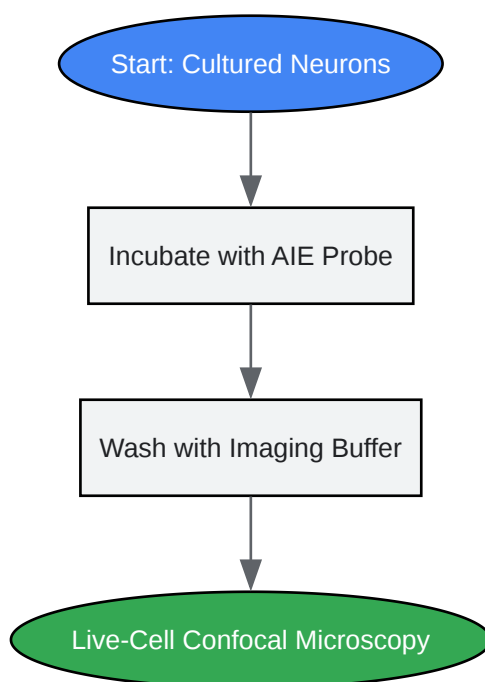 Start: Cultured Neurons
Incubate with AIE Probe
Wash with Imaging Buffer
Live-Cell Confocal Microscopy